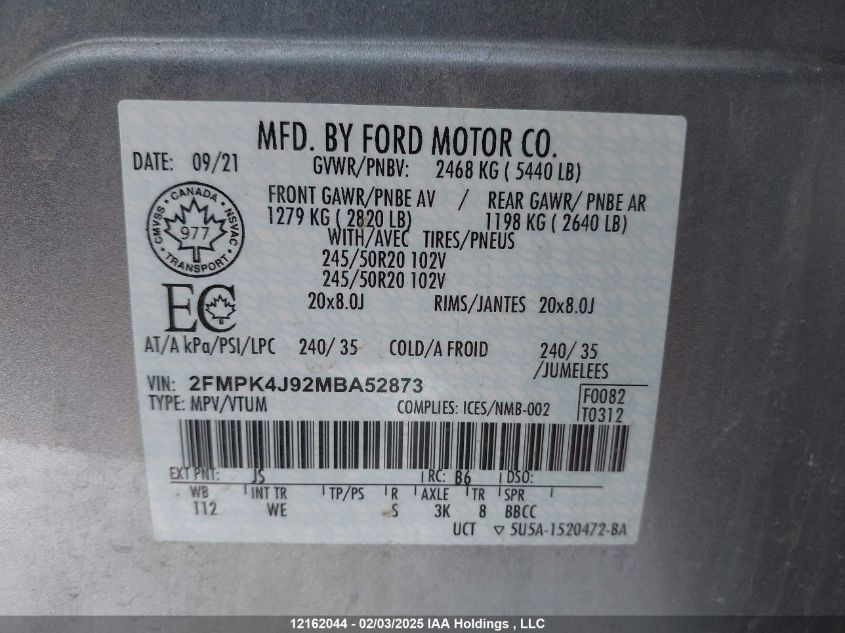 MFD. BY FORD MOTOR CO.
DATE: 09/21 GVWR/PNBV: 2468 KG ( 5440 LB)
FRONT GAWR/PNBE AV / REAR GAWR/ PNBE AR
1279 KG ( 2820 LB) 1198 KG ( 2640 LB)
WITH/AVEC TIRES/PNEUS
245/50R20 102V
245/50R20 102V
20x8.0J RIMS/JANTES 20x8.0J
CANADA
CMVSS NSVAC
977
TRANSPORT
EC
AT/A kPa/PSI/LPC 240/ 35 COLD/A FROID 240/ 35
/JUMELEES
VIN: 2FMPK4J92MBA52873
TYPE: MPV/VTUM COMPLIES: ICES/NMB-002
F0082
T0312
EXT PNT: JS RC: B6 DSO:
WB INT TR TP/PS R AXLE TR SPR
112 WE S 3K 8 BBCC
UCT ▽ 5U5A-1520472-BA
12162044 - 02/03/2025 IAA Holdings , LLC